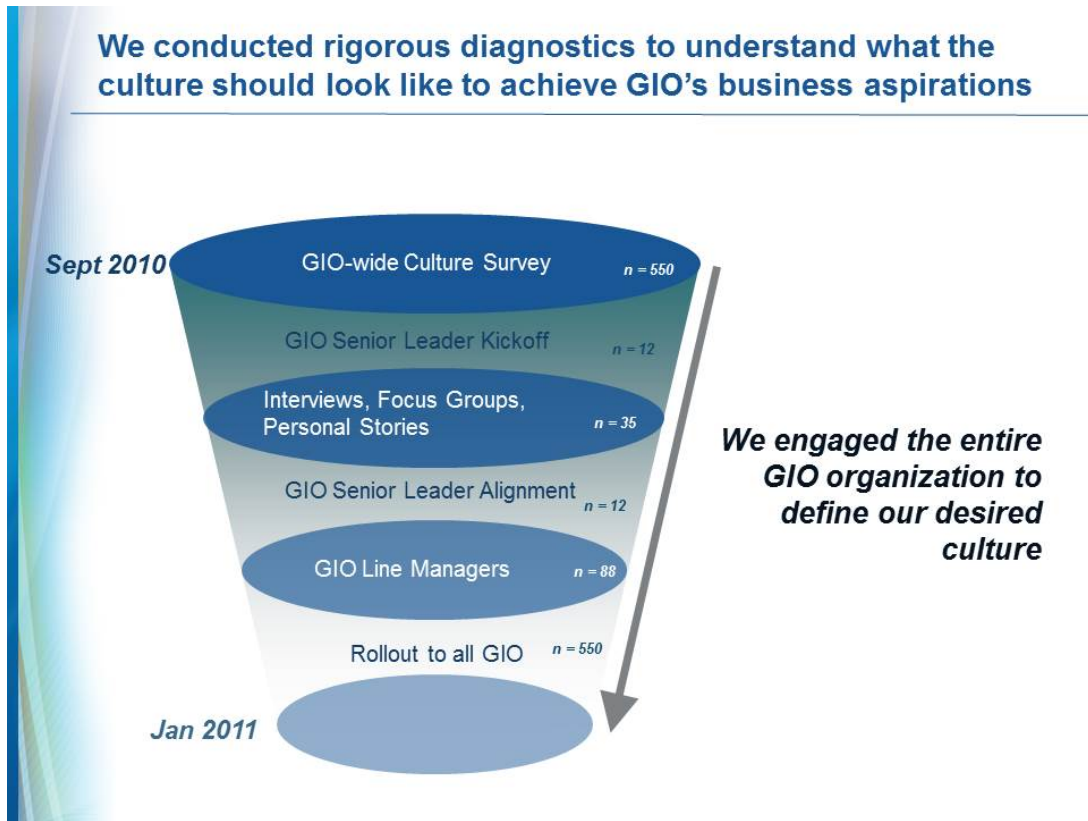 We conducted rigorous diagnostics to understand what the
culture should look like to achieve GIO’s business aspirations
Sept 2010
GIO-wide Culture Survey
n = 550
GIO Senior Leader Kickoff
n = 12
Interviews, Focus Groups,
Personal Stories
n = 35
GIO Senior Leader Alignment
n = 12
GIO Line Managers
n = 88
Rollout to all GIO
n = 550
Jan 2011
We engaged the entire
GIO organization to
define our desired
culture